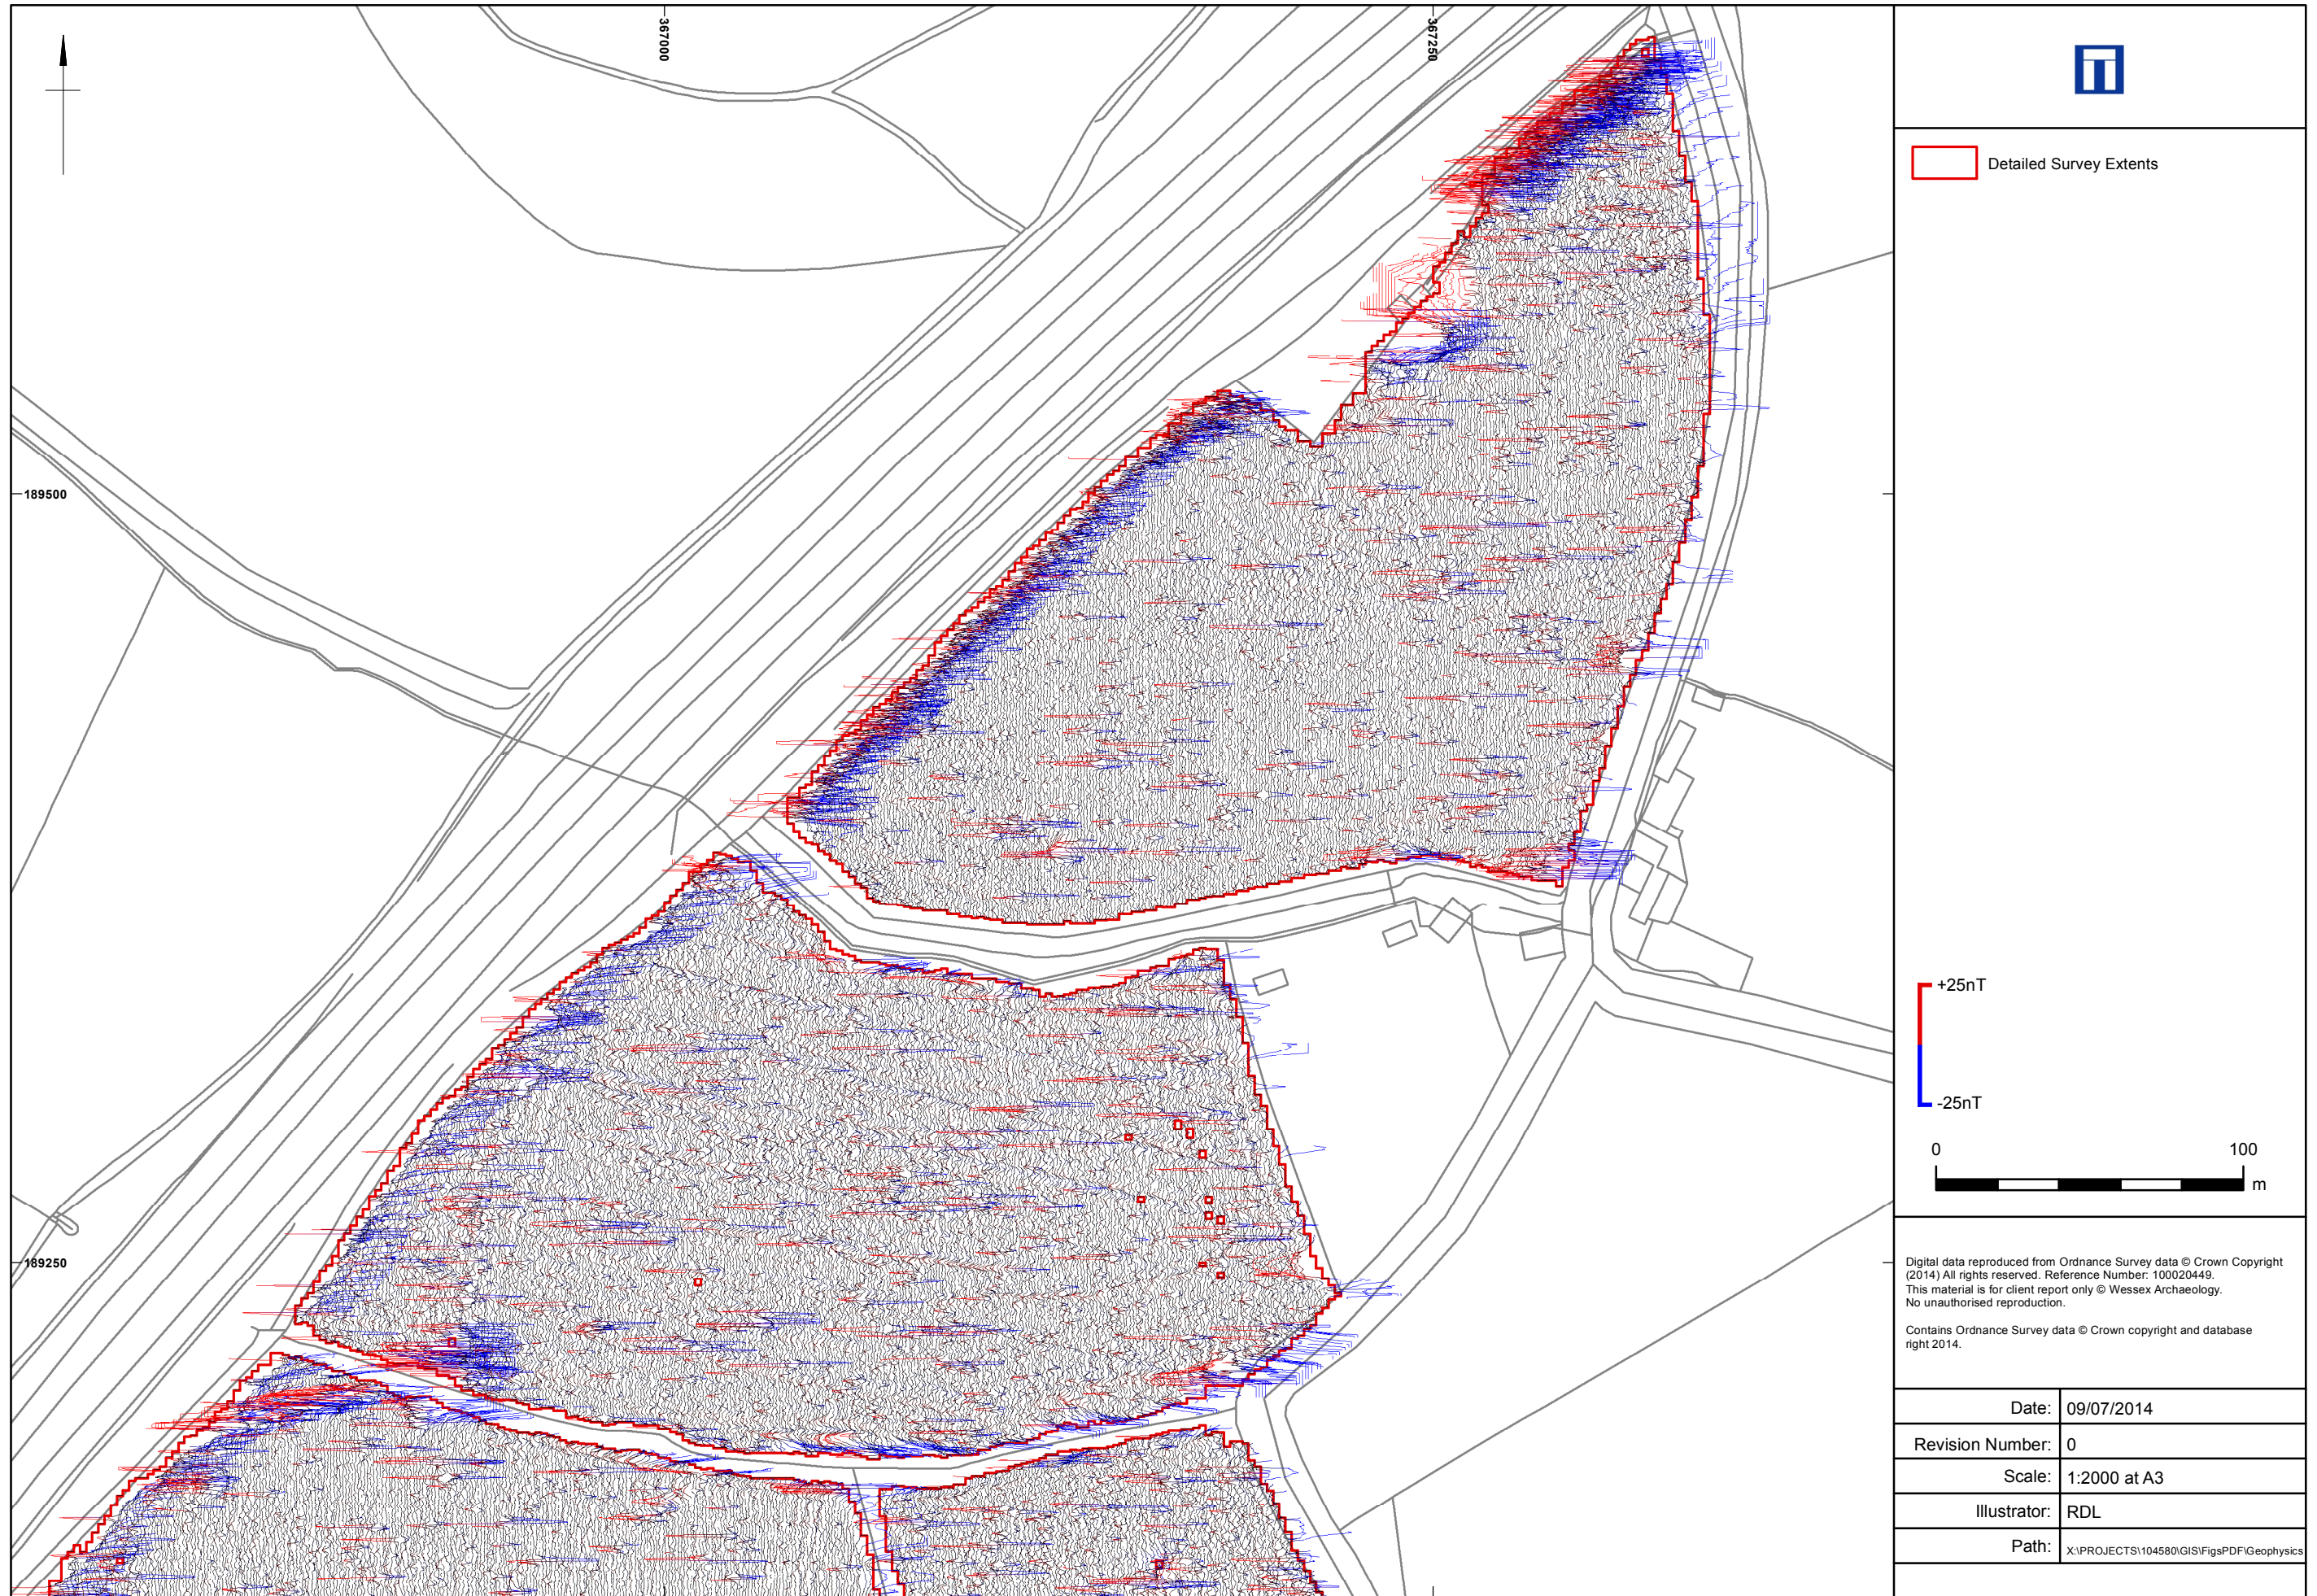 367000
367250
189500
189250
Detailed Survey Extents
+25nT
-25nT
0 100
m
Digital data reproduced from Ordnance Survey data © Crown Copyright
(2014) All rights reserved. Reference Number: 100020449.
This material is for client report only © Wessex Archaeology.
No unauthorised reproduction.
Contains Ordnance Survey data © Crown copyright and database
right 2014.
Date: 09/07/2014
Revision Number: 0
Scale: 1:2000 at A3
Illustrator: RDL
Path: X:\PROJECTS\104580\GIS\FigsPDF\Geophysics